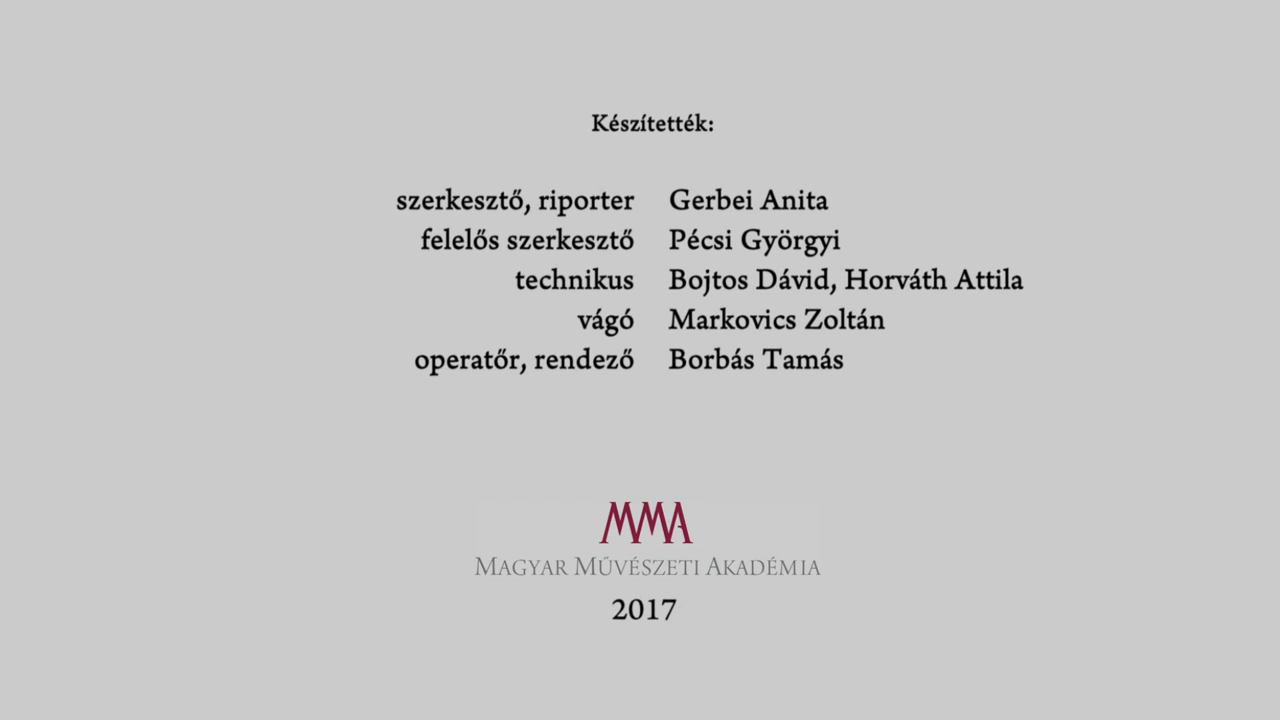 Készítették:
szerkesztő, riporter Gerbei Anita
felelős szerkesztő Pécsi Györgyi
technikus Bojtos Dávid, Horváth Attila
vágó Markovics Zoltán
operatőr, rendező Borbás Tamás
MMA
MAGYAR MŰVÉSZETI AKADÉMIA
2017